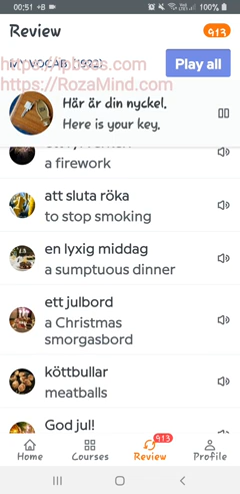 00:51 +B
100%
Review
913
MY VOCAB (1972)
Play all
https://RozaMind.com
Här är din nyckel.
Here is your key.
a firework
att sluta röka
to stop smoking
en lyxig middag
a sumptuous dinner
ett julbord
a Christmas
smorgasbord
köttbullar
meatballs
God jul!
913
Home Courses Review Profile